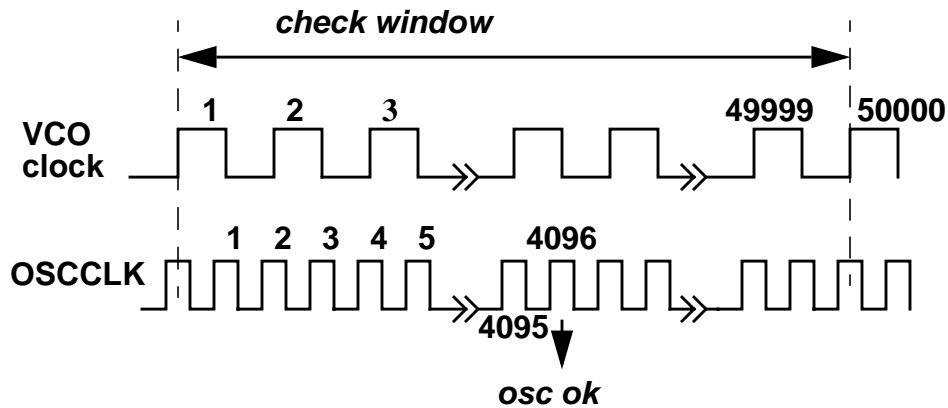 check window
1 2 3 49999 50000
VCO
clock
1 2 3 4 5 4096
OSCCLK
4095
osc ok